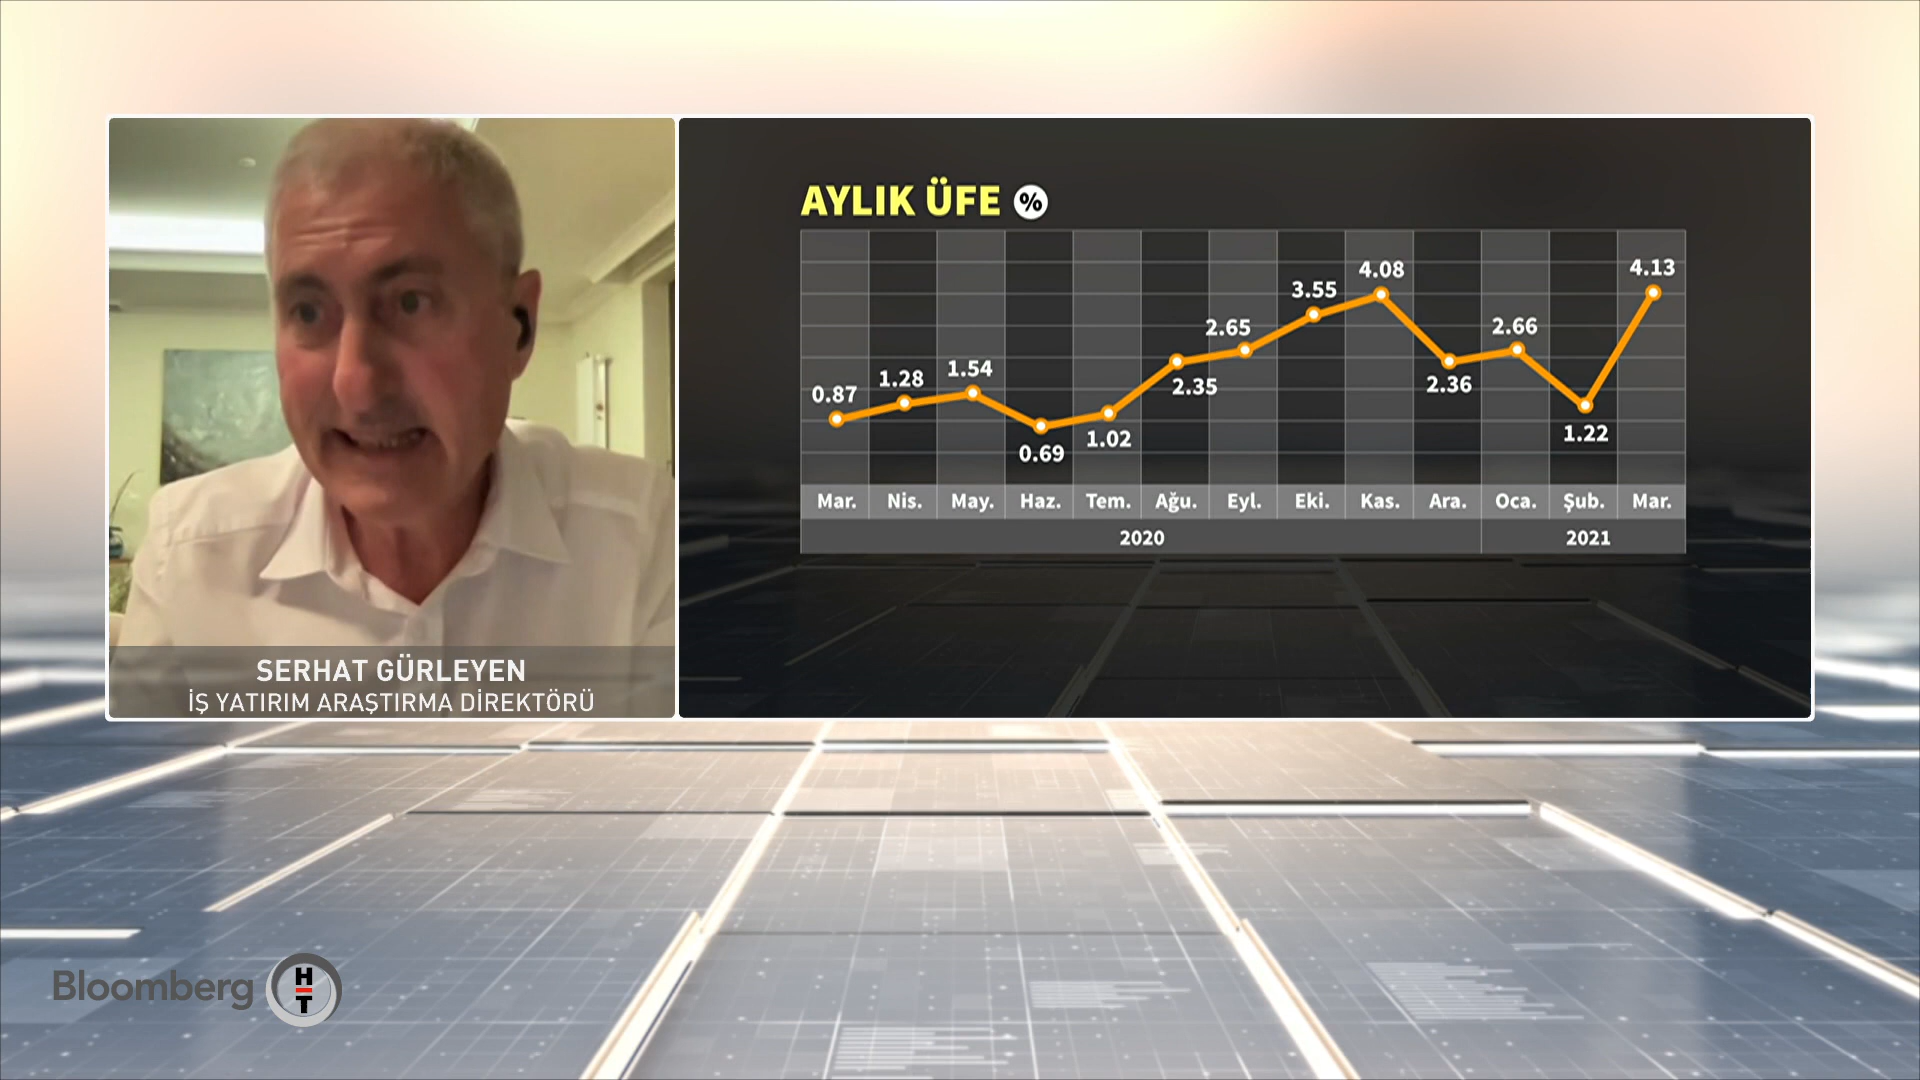 AYLIK ÜFE %
4.13
4.08
3.55
2.65
2.66
1.54
1.28
0.87
2.35
2.36
1.22
1.02
0.69
Mar. Nis. May. Haz. Tem. Ağu. Eyl. Eki. Kas. Ara. Oca. Şub. Mar.
2020 2021
SERHAT GÜRLEYEN
İŞ YATIRIM ARAŞTIRMA DİREKTÖRÜ
Bloomberg HT